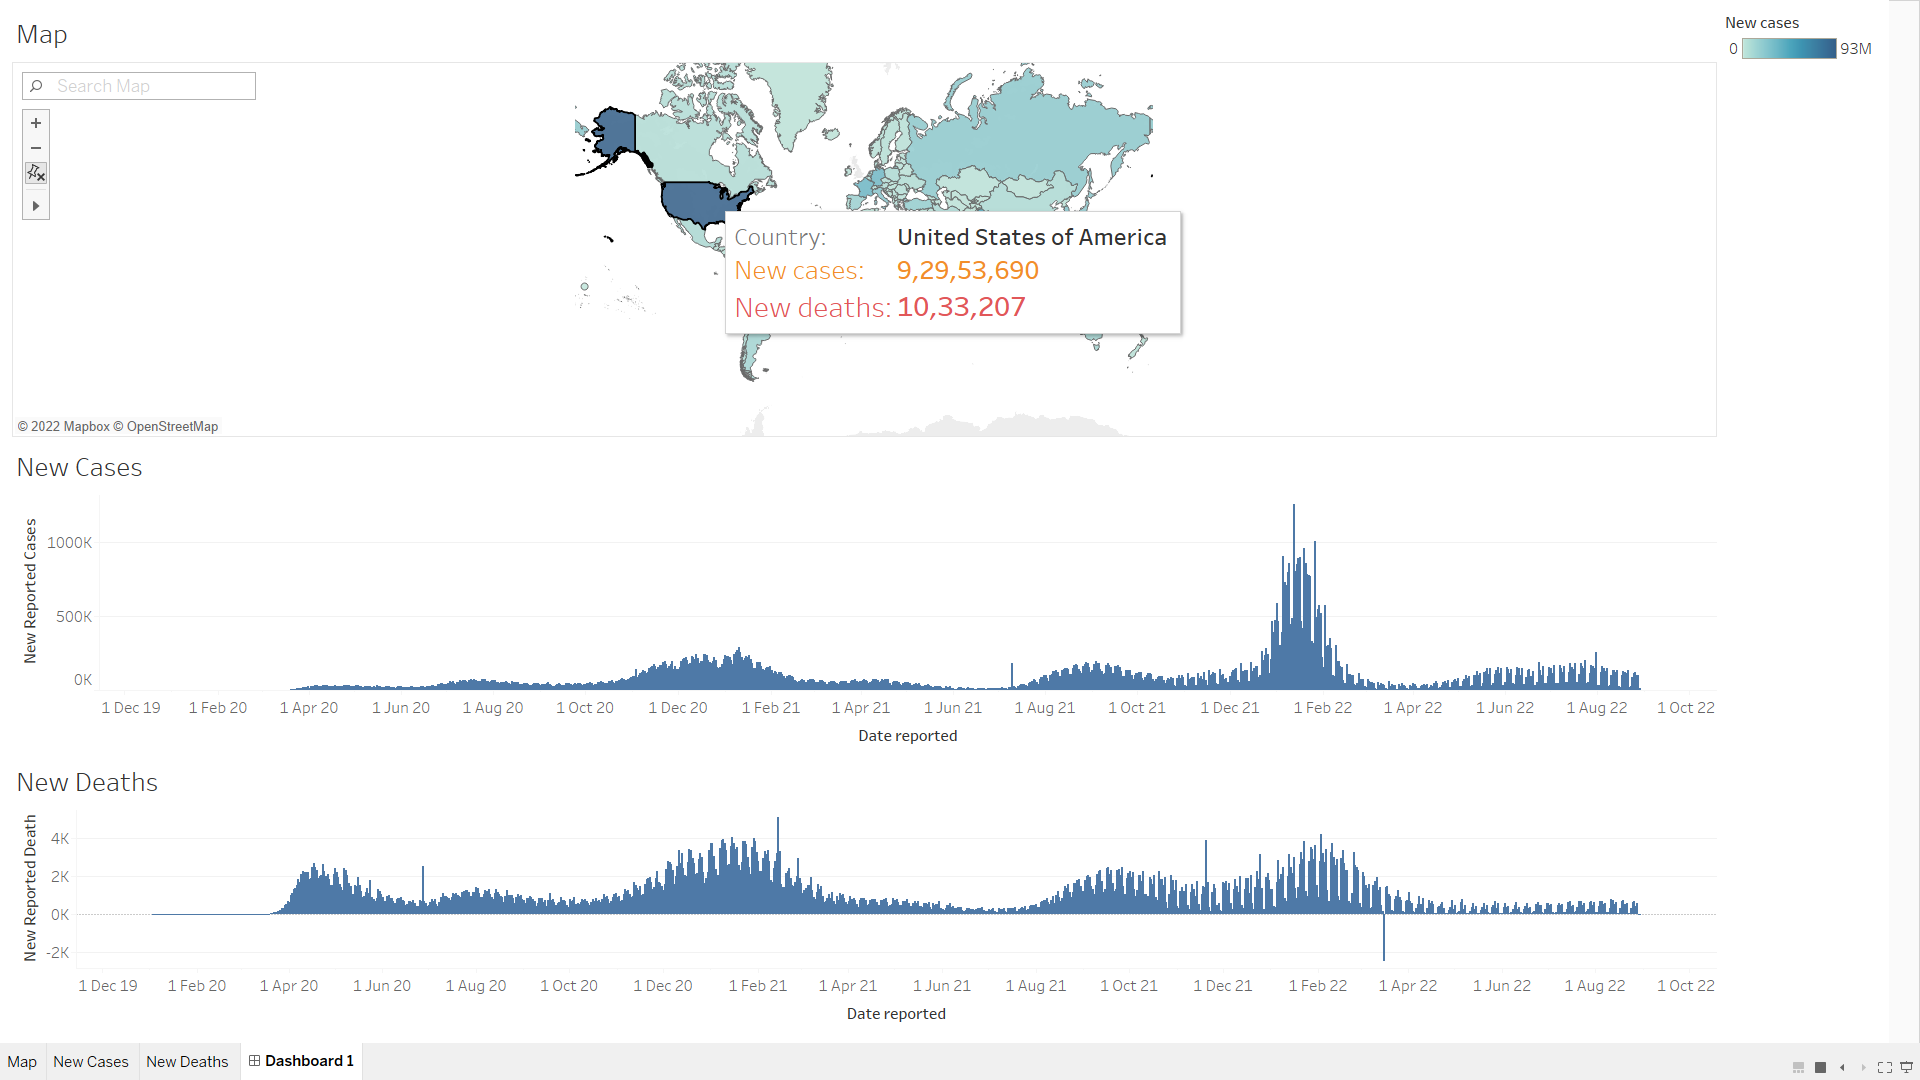 Map
New cases
0 93M
Search Map
Country: United States of America
New cases: 9,29,53,690
New deaths: 10,33,207
© 2022 Mapbox © OpenStreetMap
New Cases
New Reported Cases
1000K
500K
0K
1 Dec 19 1 Feb 20 1 Apr 20 1 Jun 20 1 Aug 20 1 Oct 20 1 Dec 20 1 Feb 21 1 Apr 21 1 Jun 21 1 Aug 21 1 Oct 21 1 Dec 21 1 Feb 22 1 Apr 22 1 Jun 22 1 Aug 22 1 Oct 22
Date reported
New Deaths
New Reported Death
4K
2K
0K
-2K
1 Dec 19 1 Feb 20 1 Apr 20 1 Jun 20 1 Aug 20 1 Oct 20 1 Dec 20 1 Feb 21 1 Apr 21 1 Jun 21 1 Aug 21 1 Oct 21 1 Dec 21 1 Feb 22 1 Apr 22 1 Jun 22 1 Aug 22 1 Oct 22
Date reported
Map New Cases New Deaths Dashboard 1